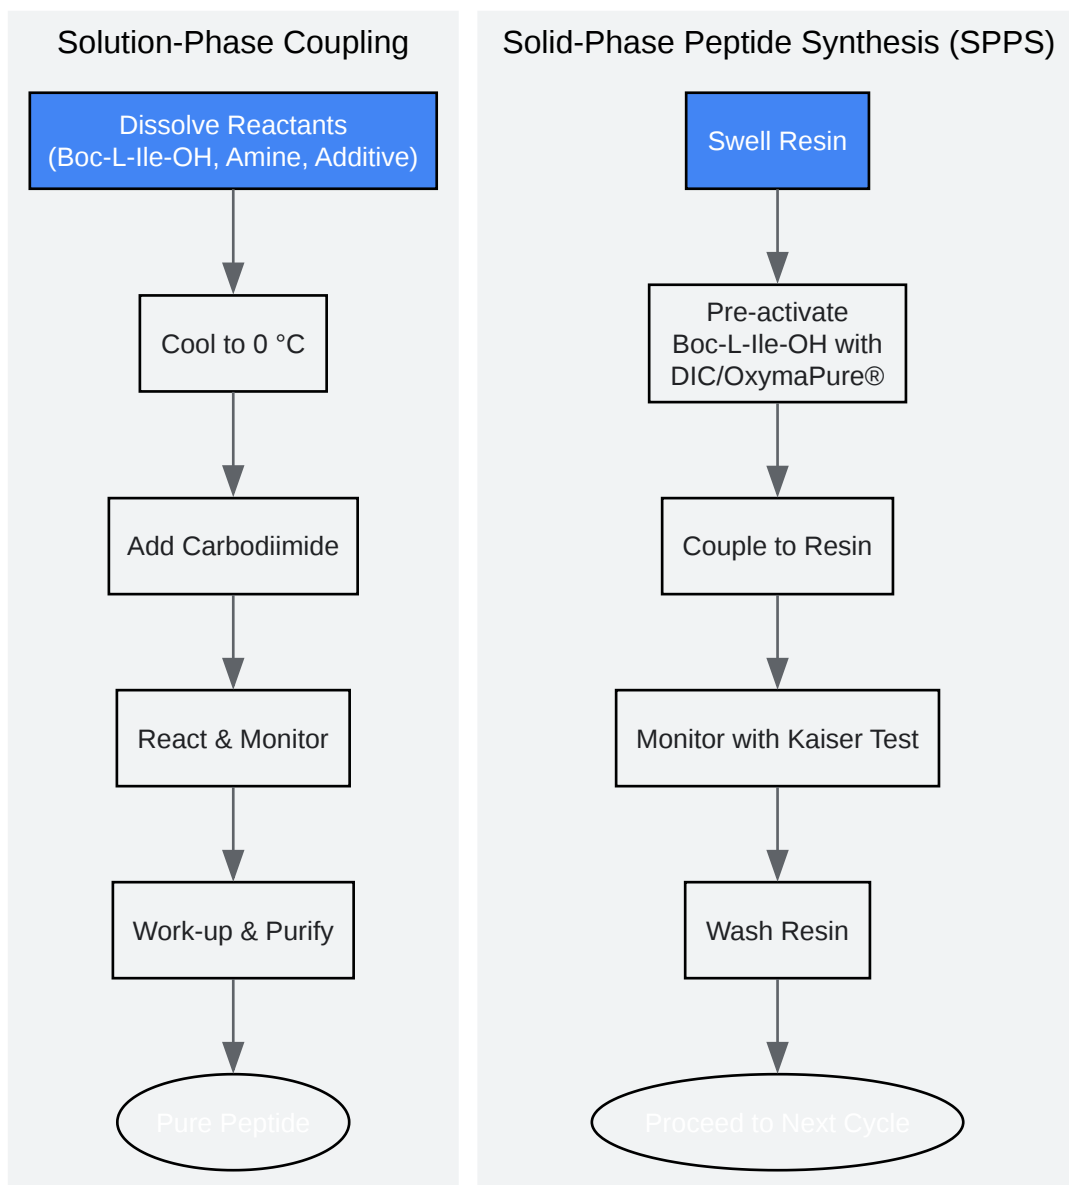 Solution-Phase Coupling
Dissolve Reactants
(Boc-L-Ile-OH, Amine, Additive)
Cool to 0 °C
Add Carbodiimide
React & Monitor
Work-up & Purify
Pure Peptide
Solid-Phase Peptide Synthesis (SPPS)
Swell Resin
Pre-activate
Boc-L-Ile-OH with
DIC/OxymaPure®
Couple to Resin
Monitor with Kaiser Test
Wash Resin
Proceed to Next Cycle